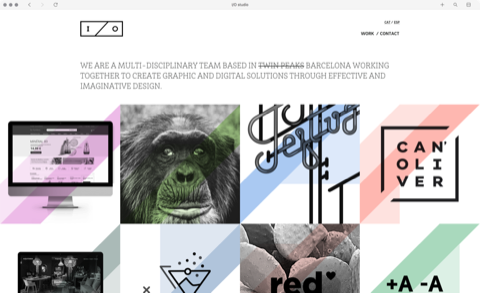 I/O studio
I / O
CAT / ESP
WORK / CONTACT
WE ARE A MULTI-DISCIPLINARY TEAM BASED IN TWIN PEAKS BARCELONA WORKING
TOGETHER TO CREATE GRAPHIC AND DIGITAL SOLUTIONS THROUGH EFFECTIVE AND
IMAGINATIVE DESIGN.
CAN'
OLI
VER
red
+A -A